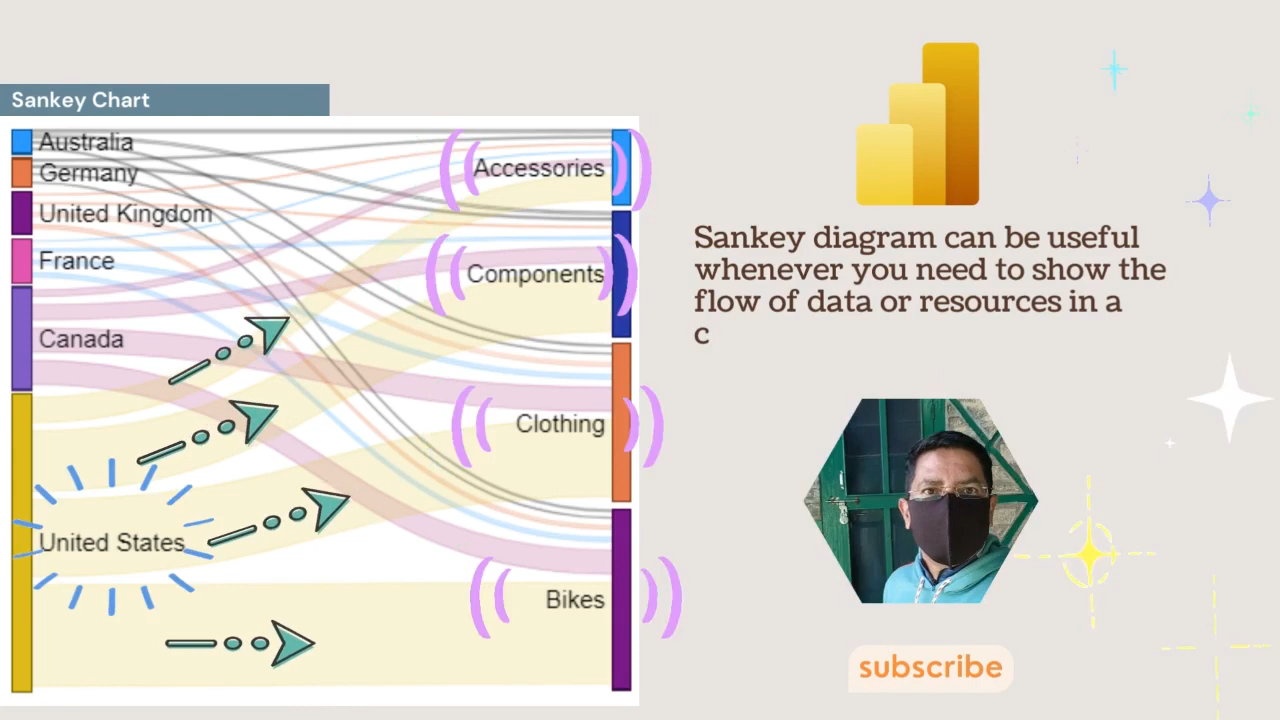 Sankey Chart
Australia
Germany
United Kingdom
France
Canada
United States
Accessories
Components
Clothing
Bikes
Sankey diagram can be useful
whenever you need to show the
flow of data or resources in a
c
subscribe